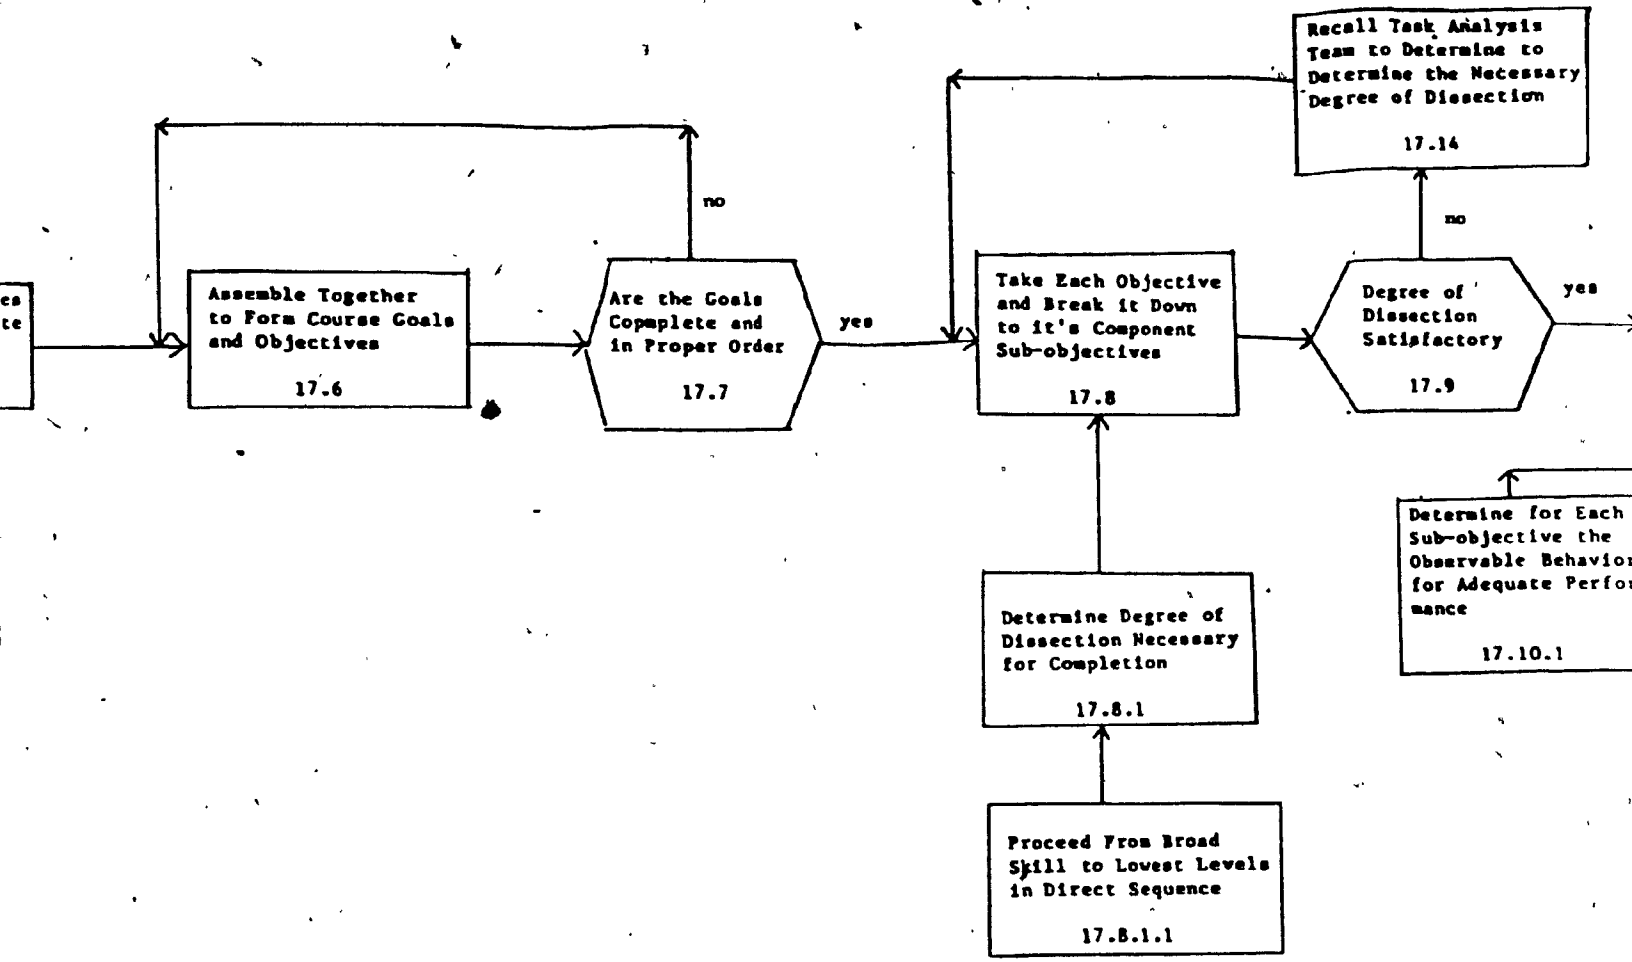 Recall Task Analysis
Team to Determine to
Determine the Necessary
Degree of Dissection
17.14
no
no
es
te
Assemble Together
to Form Course Goals
and Objectives
17.6
Are the Goals
Copmplete and
in Proper Order
17.7
yes
Take Each Objective
and Break it Down
to it's Component
Sub-objectives
17.8
Degree of
Dissection
Satisfactory
17.9
yes
Determine for Each
Sub-objective the
Observable Behavior
for Adequate Perfor
mance
17.10.1
Determine Degree of
Dissection Necessary
for Completion
17.8.1
Proceed From Broad
Skill to Lowest Levels
in Direct Sequence
17.8.1.1